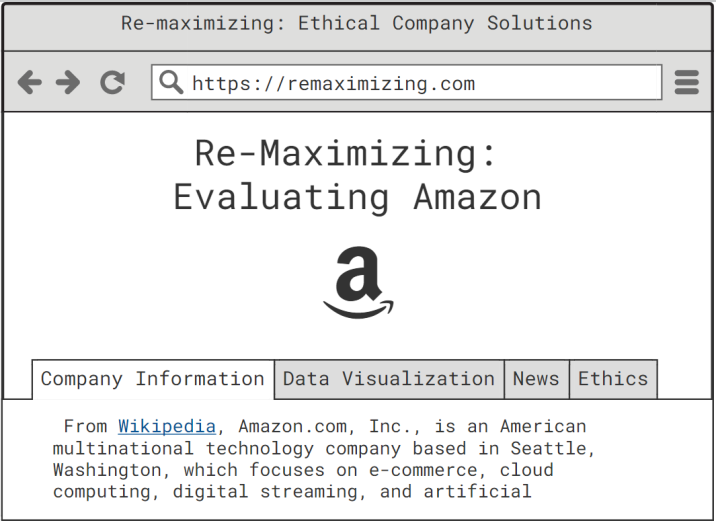 Re-maximizing: Ethical Company Solutions
https://remaximizing.com
Re-Maximizing:
Evaluating Amazon
a
Company Information Data Visualization News Ethics
From Wikipedia, Amazon.com, Inc., is an American
multinational technology company based in Seattle,
Washington, which focuses on e-commerce, cloud
computing, digital streaming, and artificial